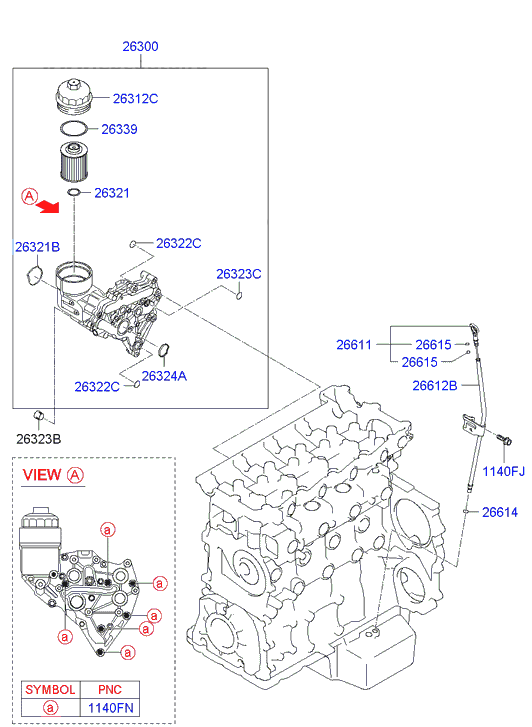 26300
26312C
26339
26321
A
26321B
26322C
26323C
26611
26615
26615
26612B
26324A
26322C
26323B
1140FJ
26614
VIEW A
a
a
a
a
a
a
a
SYMBOL PNC
a 1140FN